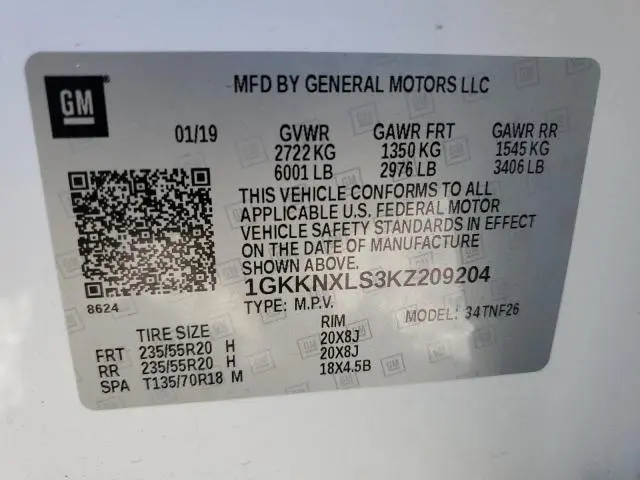 GM
MFD BY GENERAL MOTORS LLC
01/19 GVWR GAWR FRT GAWR RR
2722 KG 1350 KG 1545 KG
6001 LB 2976 LB 3406 LB
THIS VEHICLE CONFORMS TO ALL
APPLICABLE U.S. FEDERAL MOTOR
VEHICLE SAFETY STANDARDS IN EFFECT
ON THE DATE OF MANUFACTURE
SHOWN ABOVE.
1GKKNXLS3KZ209204
8624
TYPE: M.P.V. MODEL: 34TNF26
TIRE SIZE RIM
FRT 235/55R20 H 20X8J
RR 235/55R20 H 20X8J
SPA T135/70R18 M 18X4.5B